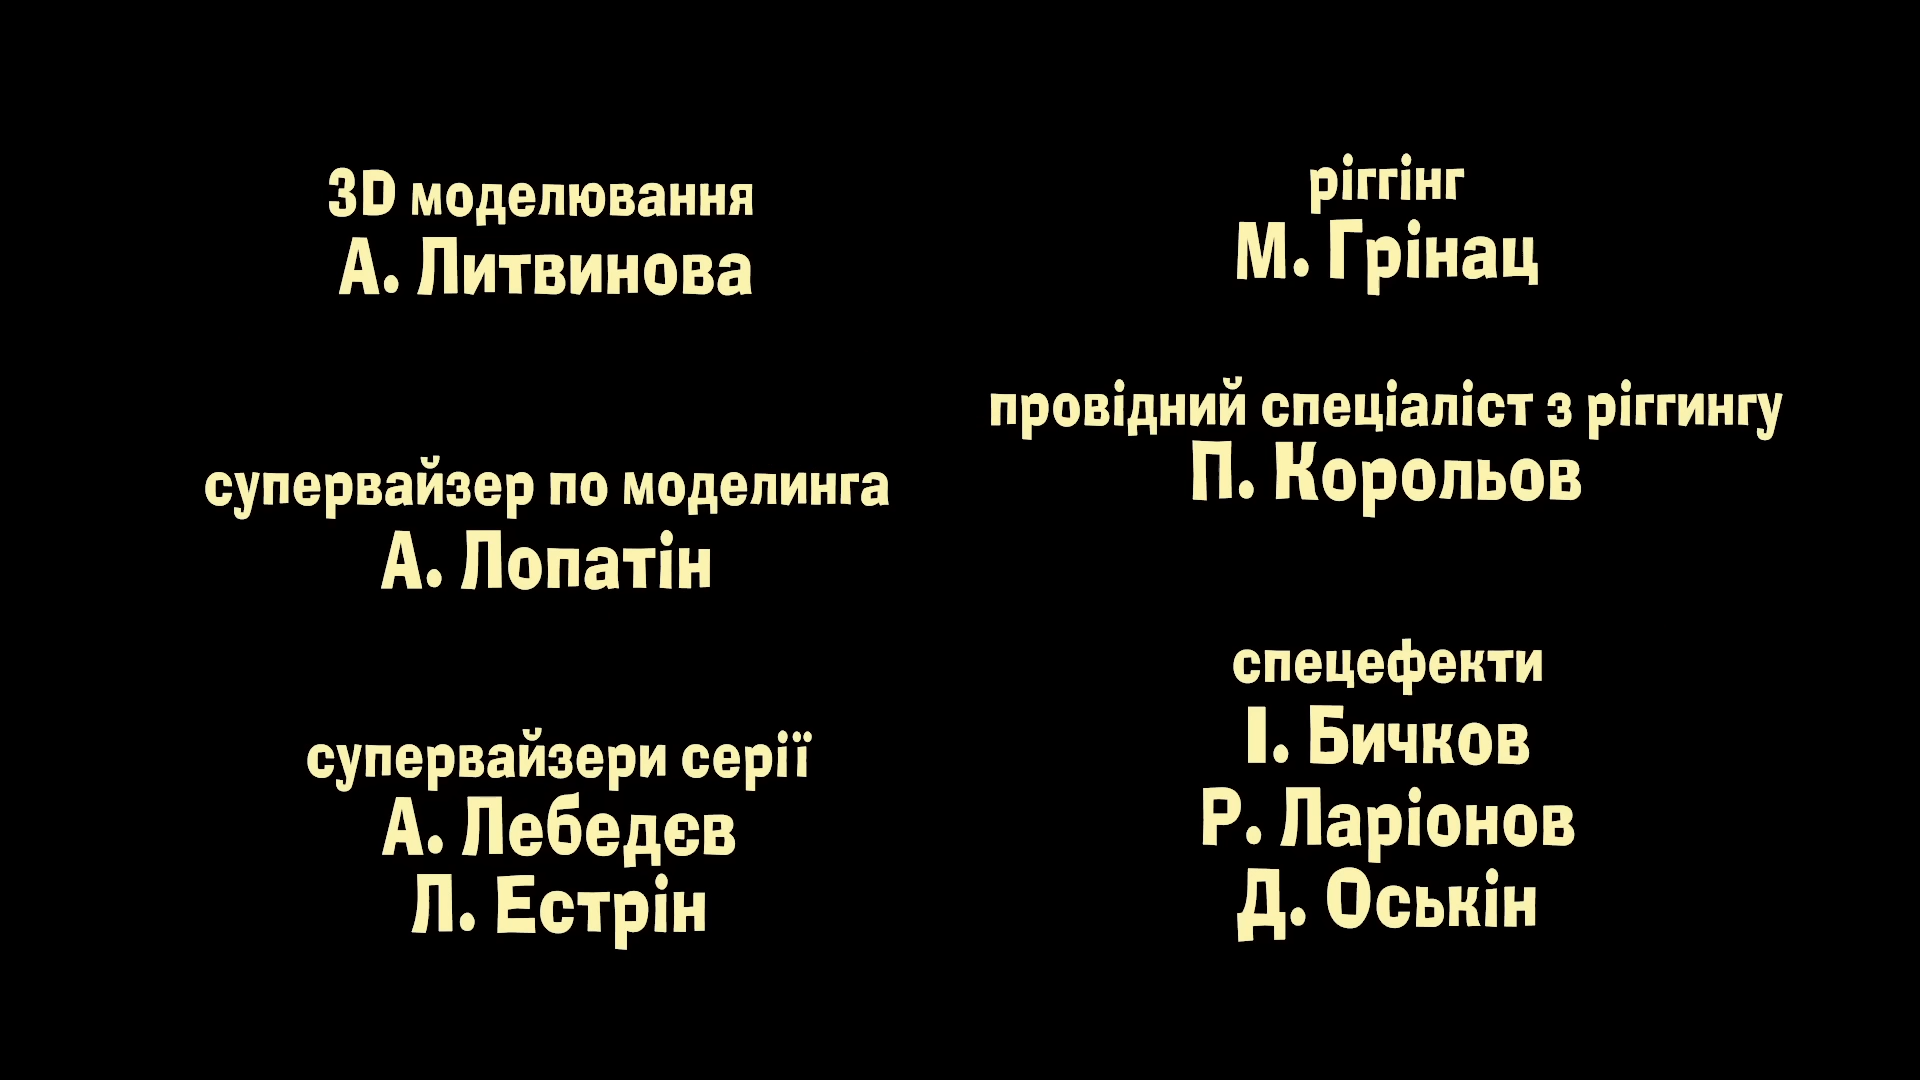 3D моделювання
А. Литвинова
супервайзер по моделинга
А. Лопатін
супервайзери серії
А. Лебедєв
Л. Естрін
ріггінг
М. Грінац
провідний спеціаліст з ріггингу
П. Корольов
спецефекти
І. Бичков
Р. Ларіонов
Д. Оськін